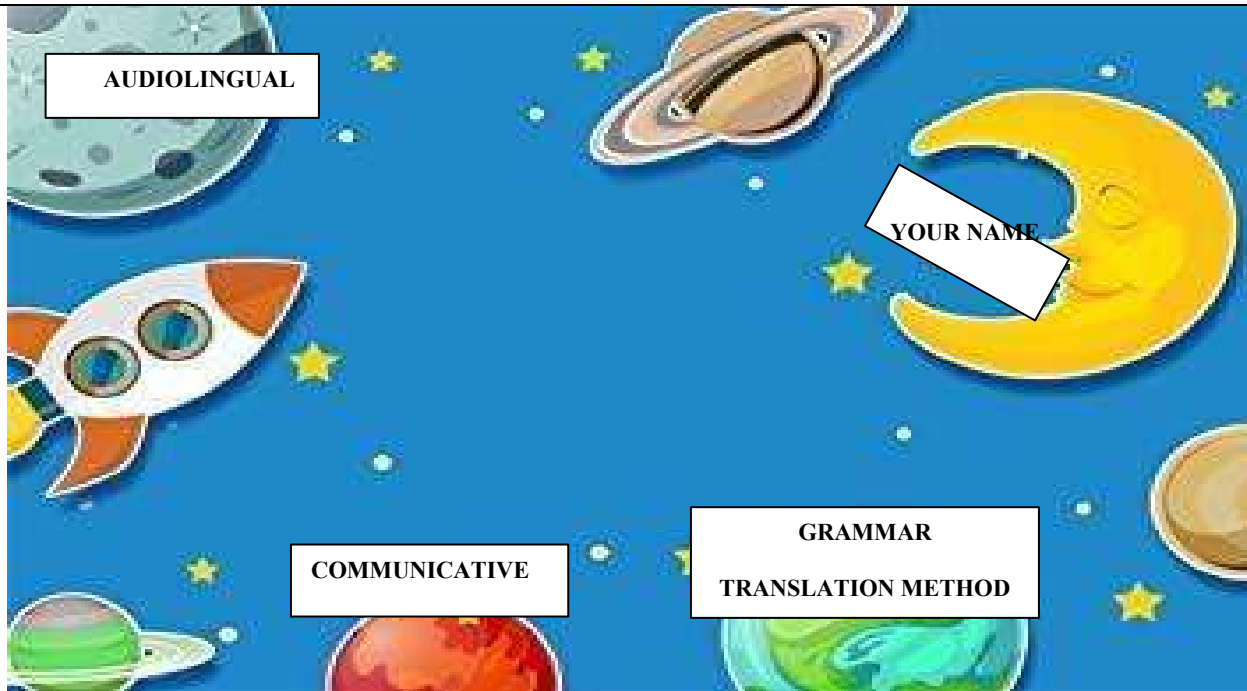 AUDIOLINGUAL
YOUR NAME
COMMUNICATIVE
GRAMMAR
TRANSLATION METHOD